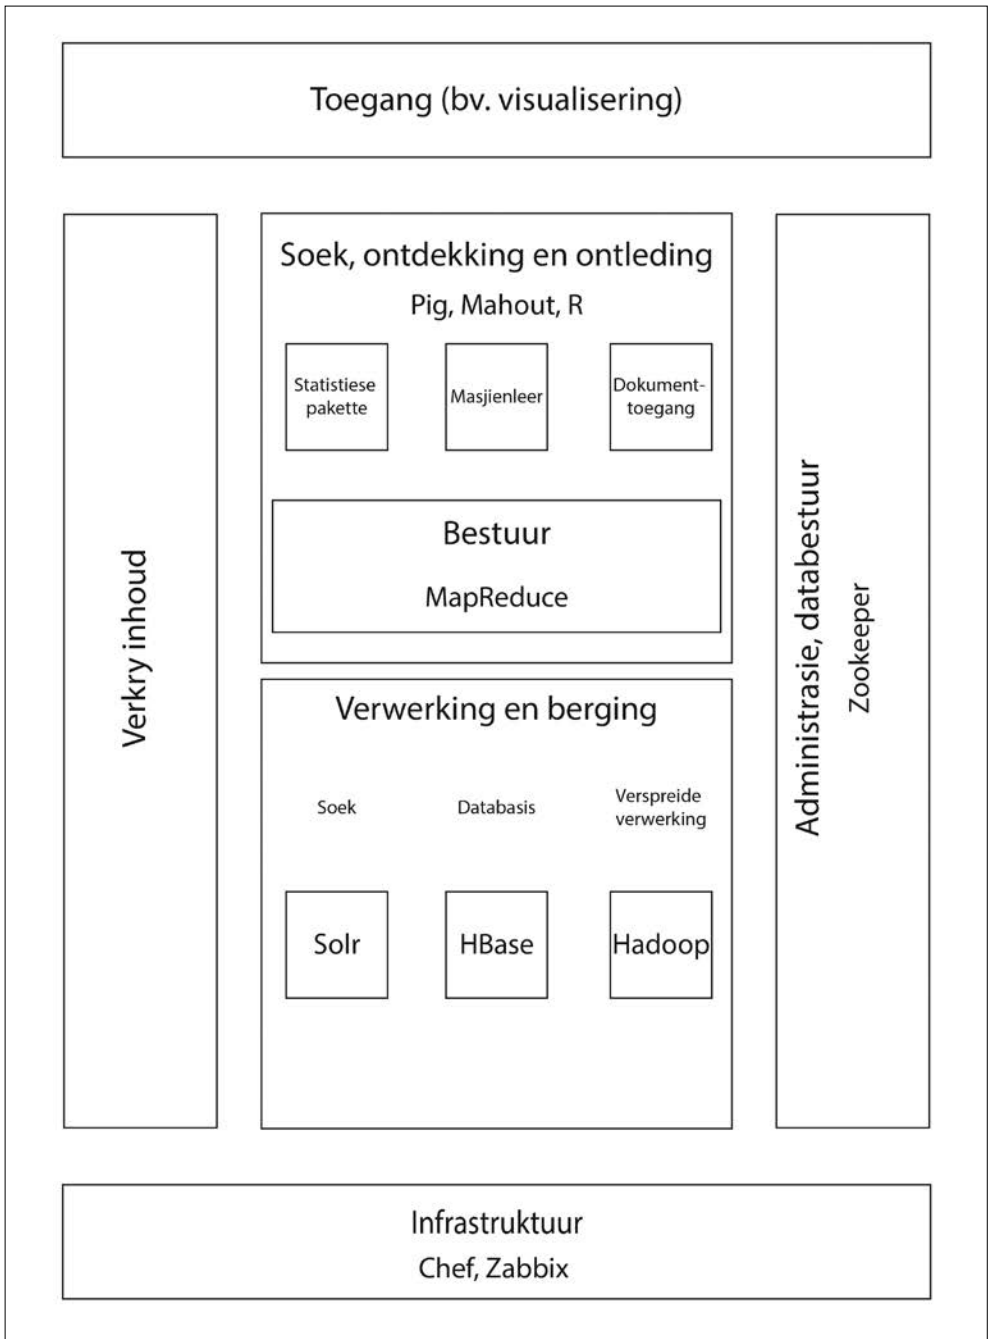 Toegang (bv. visualisering)
Verkry inhoud
Soek, ontdekking en ontleding
Pig, Mahout, R
Statistiese
pakette
Masjienleer
Dokument-
toegang
Bestuur
MapReduce
Verwerking en berging
Soek
Databasis
Verspreide
verwerking
Solr
HBase
Hadoop
Administrasie, databestuur
Zookeeper
Infrastruktuur
Chef, Zabbix